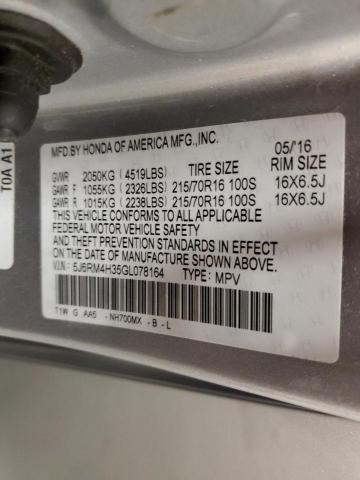 T0A A1
MFD.BY HONDA OF AMERICA MFG.,INC. 05/'16
GVWR 2050KG (4519LBS) TIRE SIZE RIM SIZE
GAWR F 1055KG (2326LBS) 215/70R16 100S 16X6.5J
GAWR R 1015KG (2238LBS) 215/70R16 100S 16X6.5J
THIS VEHICLE CONFORMS TO ALL APPLICABLE
FEDERAL MOTOR VEHICLE SAFETY
AND THEFT PREVENTION STANDARDS IN EFFECT
ON THE DATE OF MANUFACTURE SHOWN ABOVE.
V.I.N: 5J6RM4H35GL078164 TYPE: MPV
T1W G AA5 -NH700MX -B-L